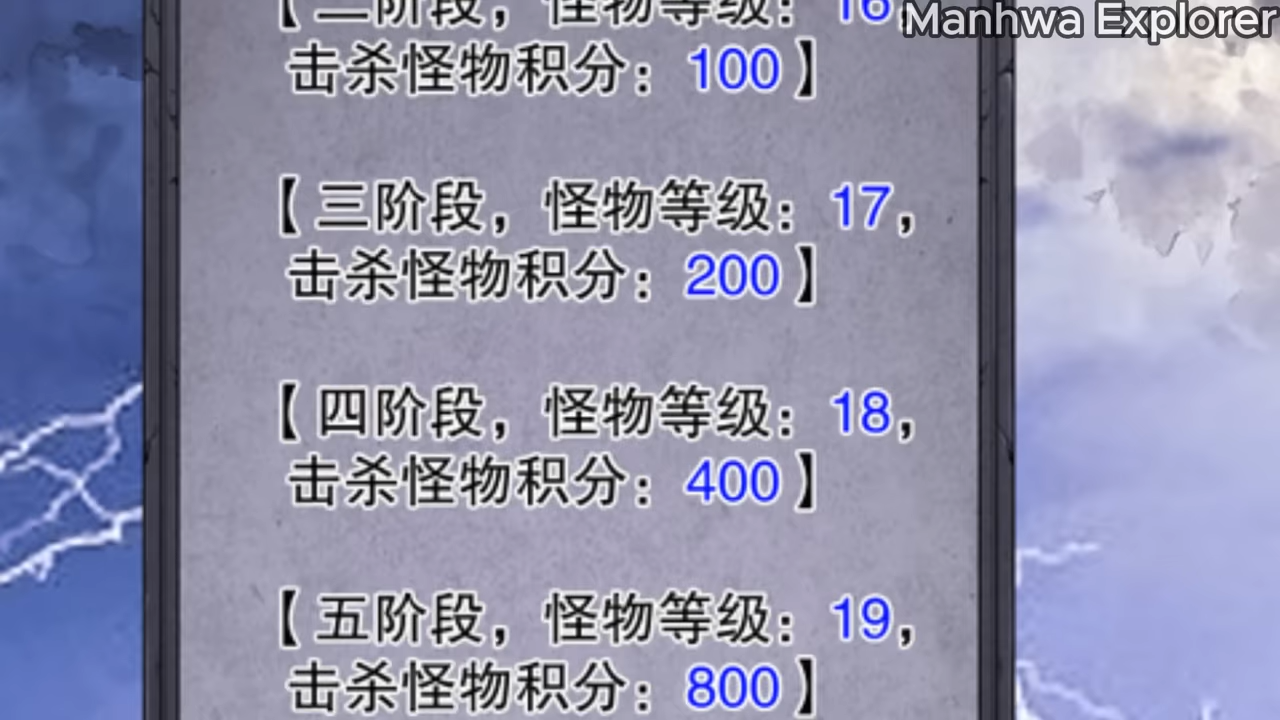 【二阶段，怪物等级：16，
Manhwa Explorer
击杀怪物积分：100】
【三阶段，怪物等级：17，
击杀怪物积分：200】
【四阶段，怪物等级：18，
击杀怪物积分：400】
【五阶段，怪物等级：19，
击杀怪物积分：800】